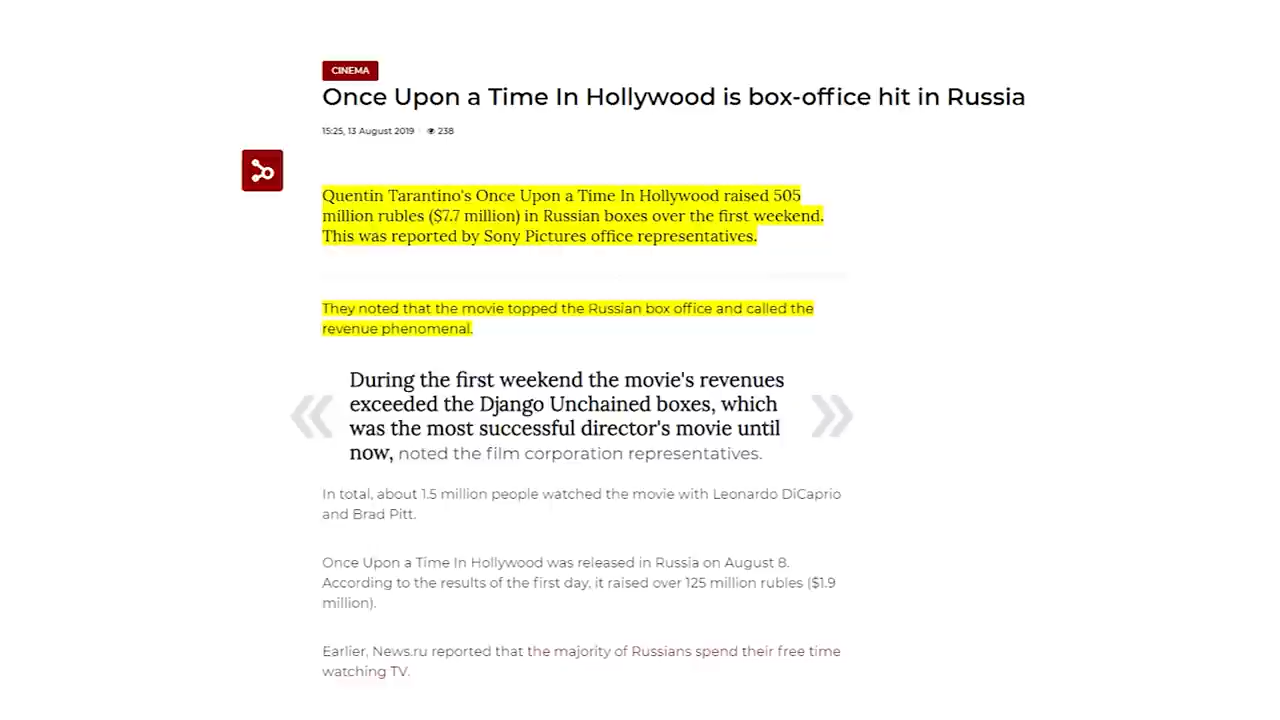 CINEMA
Once Upon a Time In Hollywood is box-office hit in Russia
15:25, 13 August 2019 238
Quentin Tarantino's Once Upon a Time In Hollywood raised 505
million rubles ($7.7 million) in Russian boxes over the first weekend.
This was reported by Sony Pictures office representatives.
They noted that the movie topped the Russian box office and called the
revenue phenomenal.
During the first weekend the movie's revenues
exceeded the Django Unchained boxes, which
was the most successful director's movie until
now, noted the film corporation representatives.
In total, about 1.5 million people watched the movie with Leonardo DiCaprio
and Brad Pitt.
Once Upon a Time In Hollywood was released in Russia on August 8.
According to the results of the first day, it raised over 125 million rubles ($1.9
million).
Earlier, News.ru reported that the majority of Russians spend their free time
watching TV.